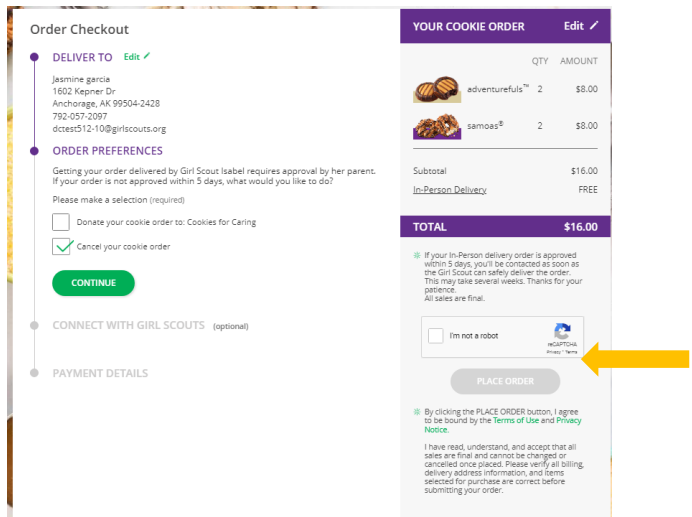 Order Checkout
DELIVER TO Edit
Jasmine garcia
1602 Kepner Dr
Anchorage, AK 99504-2428
792-057-2097
dctest512-10@girlscouts.org
ORDER PREFERENCES
Getting your order delivered by Girl Scout Isabel requires approval by her parent.
If your order is not approved within 5 days, what would you like to do?
Please make a selection (required)
Donate your cookie order to: Cookies for Caring
Cancel your cookie order
CONTINUE
CONNECT WITH GIRL SCOUTS (optional)
PAYMENT DETAILS
YOUR COOKIE ORDER Edit
QTY AMOUNT
adventurefuls™ 2 $8.00
samoas® 2 $8.00
Subtotal $16.00
In-Person Delivery FREE
TOTAL $16.00
If your In-Person delivery order is approved
within 5 days, you'll be contacted as soon as
the Girl Scout can safely deliver the order.
This may take several weeks. Thanks for your
patience.
All sales are final.
I'm not a robot
reCAPTCHA
Privacy - Terms
PLACE ORDER
By clicking the PLACE ORDER button, I agree
to be bound by the Terms of Use and Privacy
Notice.
I have read, understand, and accept that all
sales are final and cannot be changed or
cancelled once placed. Please verify all billing,
delivery address information, and items
selected for purchase are correct before
submitting your order.